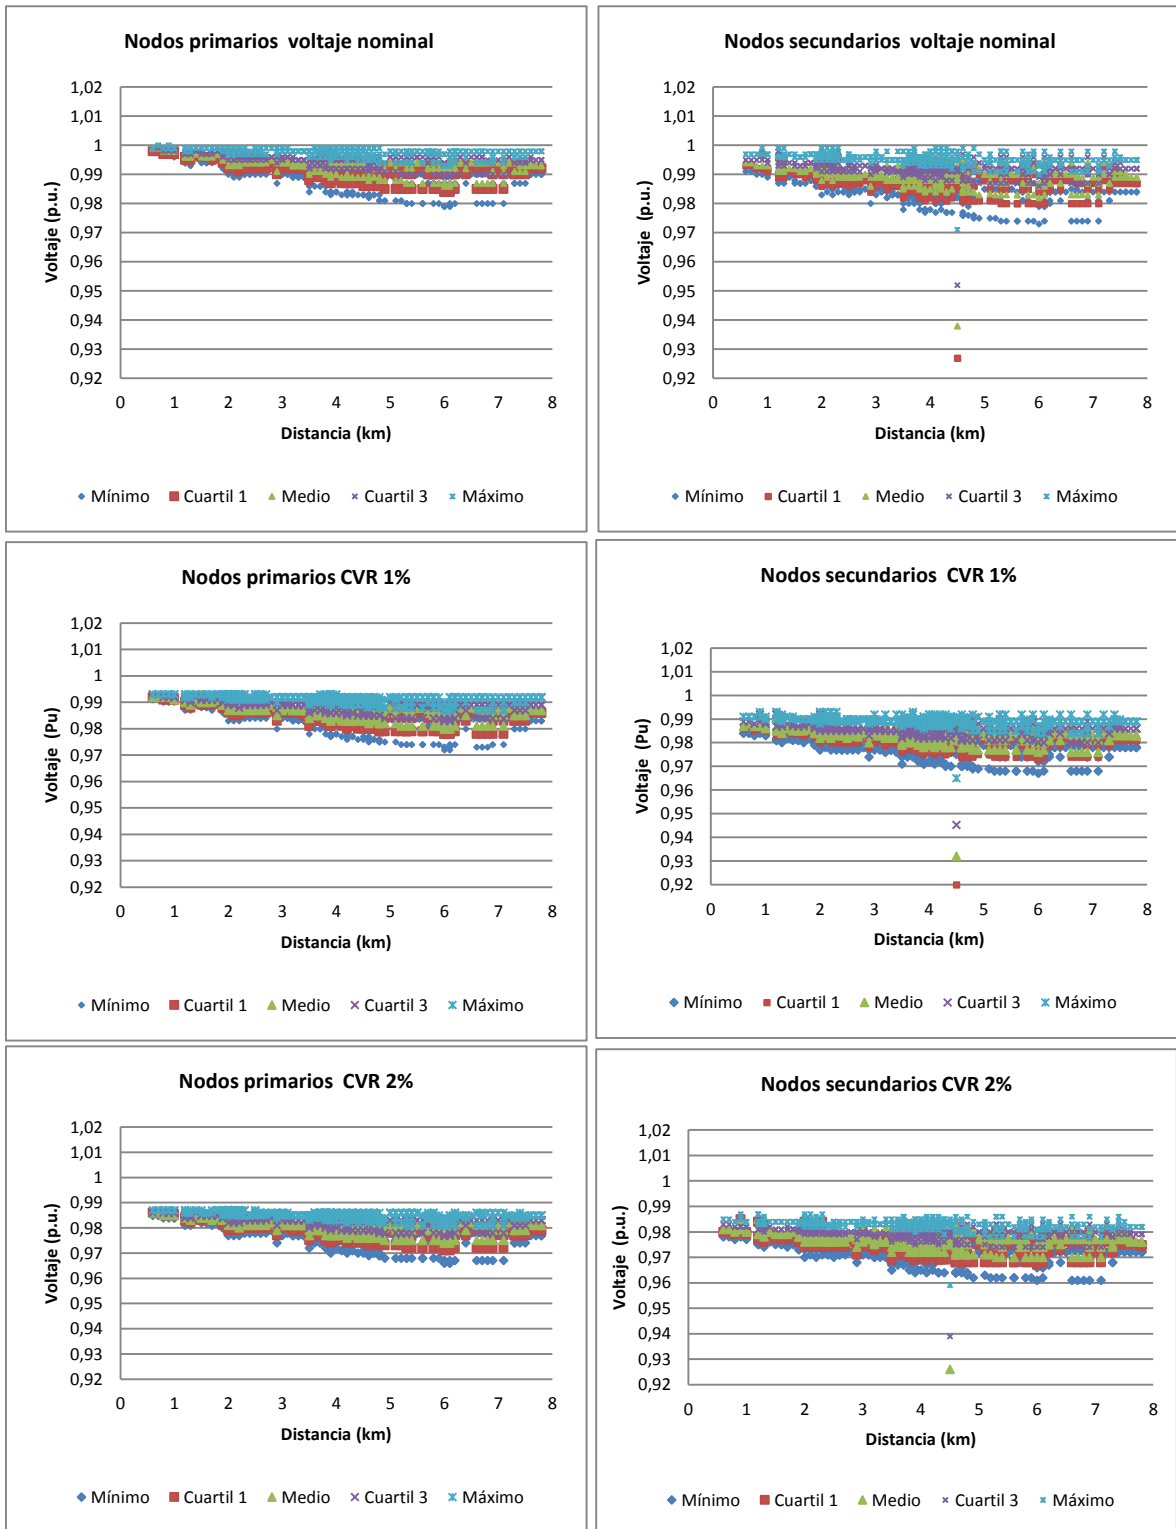 Nodos primarios voltaje nominal
1,02
1,01
1
0,99
0,98
0,97
0,96
0,95
0,94
0,93
0,92
Voltaje (p.u.)
0 1 2 3 4 5 6 7 8
Distancia (km)
Mínimo Cuartil 1 Medio Cuartil 3 Máximo
Nodos secundarios voltaje nominal
1,02
1,01
1
0,99
0,98
0,97
0,96
0,95
0,94
0,93
0,92
Voltaje (p.u.)
0 1 2 3 4 5 6 7 8
Distancia (km)
Mínimo Cuartil 1 Medio Cuartil 3 Máximo
Nodos primarios CVR 1%
1,02
1,01
1
0,99
0,98
0,97
0,96
0,95
0,94
0,93
0,92
Voltaje (Pu)
0 1 2 3 4 5 6 7 8
Distancia (km)
Mínimo Cuartil 1 Medio Cuartil 3 Máximo
Nodos secundarios CVR 1%
1,02
1,01
1
0,99
0,98
0,97
0,96
0,95
0,94
0,93
0,92
Voltaje (Pu)
0 1 2 3 4 5 6 7 8
Distancia (km)
Mínimo Cuartil 1 Medio Cuartil 3 Máximo
Nodos primarios CVR 2%
1,02
1,01
1
0,99
0,98
0,97
0,96
0,95
0,94
0,93
0,92
Voltaje (p.u.)
0 1 2 3 4 5 6 7 8
Distancia (km)
Mínimo Cuartil 1 Medio Cuartil 3 Máximo
Nodos secundarios CVR 2%
1,02
1,01
1
0,99
0,98
0,97
0,96
0,95
0,94
0,93
0,92
Voltaje (p.u.)
0 1 2 3 4 5 6 7 8
Distancia (km)
Mínimo Cuartil 1 Medio Cuartil 3 Máximo